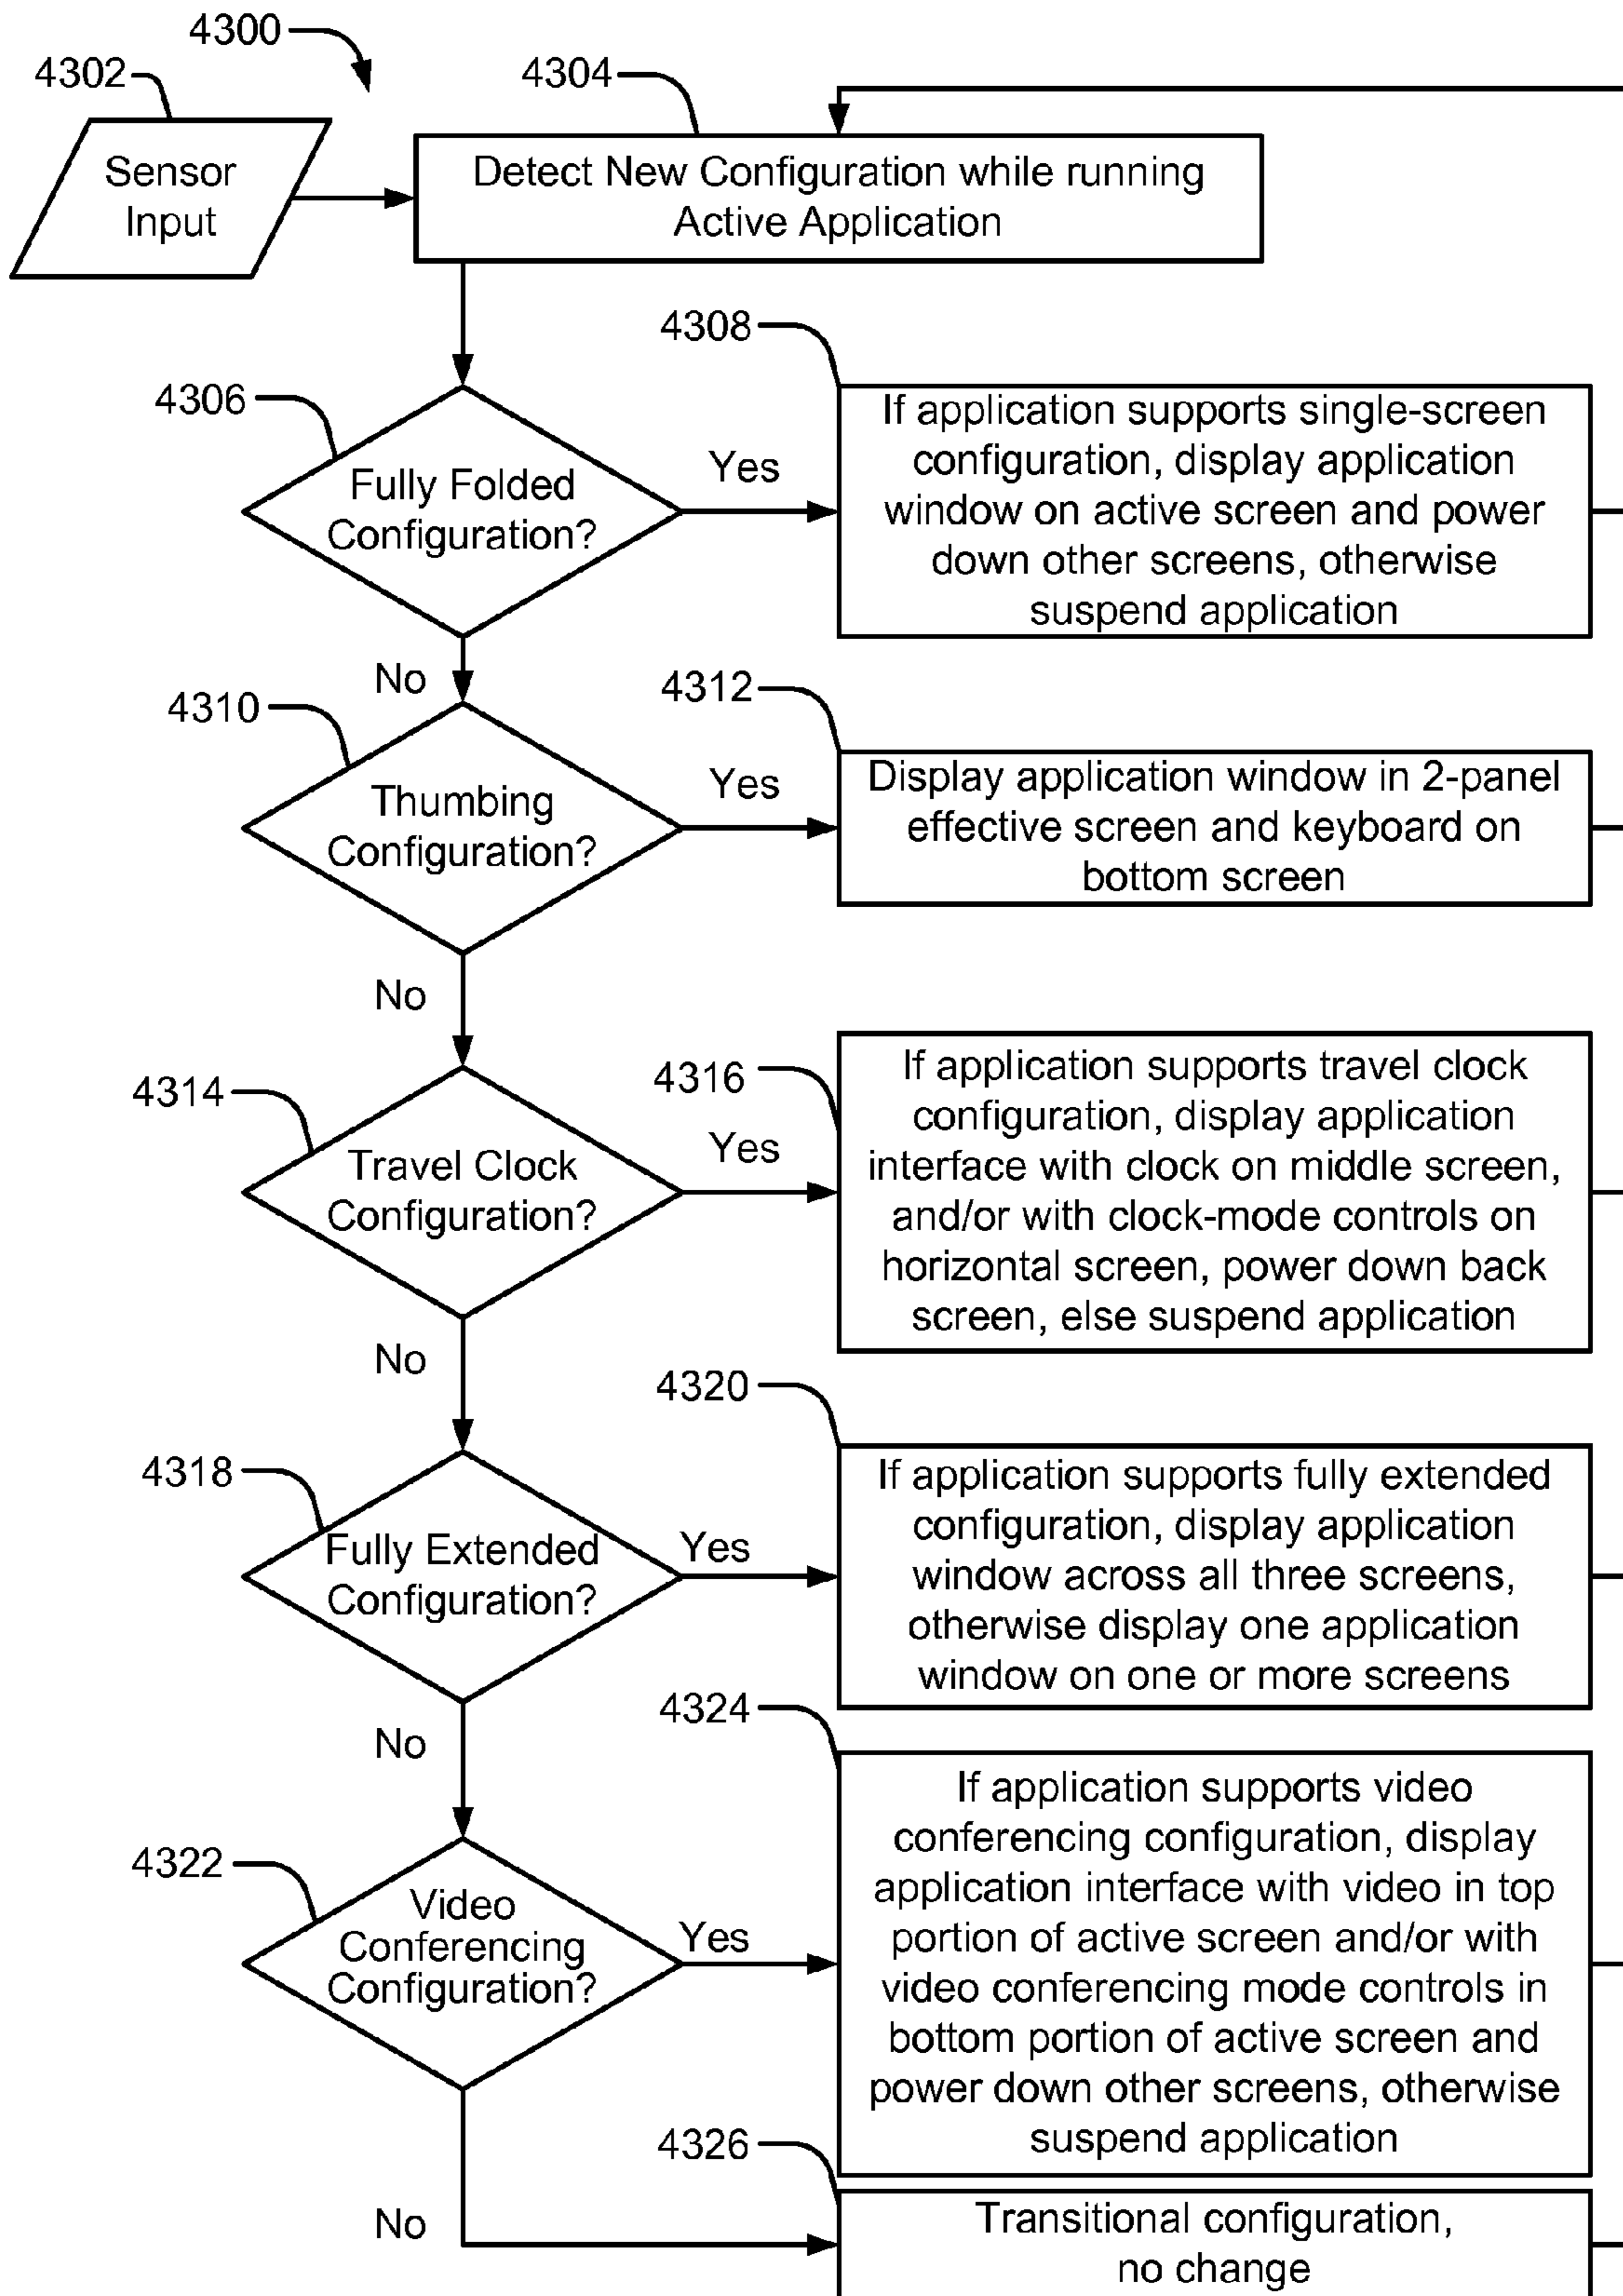 4300
4302
4304
Sensor
Input
Detect New Configuration while running
Active Application
4306
Fully Folded
Configuration?
Yes
No
4308
If application supports single-screen
configuration, display application
window on active screen and power
down other screens, otherwise
suspend application
4310
Thumbing
Configuration?
Yes
No
4312
Display application window in 2-panel
effective screen and keyboard on
bottom screen
4314
Travel Clock
Configuration?
Yes
No
4316
If application supports travel clock
configuration, display application
interface with clock on middle screen,
and/or with clock-mode controls on
horizontal screen, power down back
screen, else suspend application
4318
Fully Extended
Configuration?
Yes
No
4320
If application supports fully extended
configuration, display application
window across all three screens,
otherwise display one application
window on one or more screens
4322
Video
Conferencing
Configuration?
Yes
No
4324
If application supports video
conferencing configuration, display
application interface with video in top
portion of active screen and/or with
video conferencing mode controls in
bottom portion of active screen and
power down other screens, otherwise
suspend application
4326
Transitional configuration,
no change